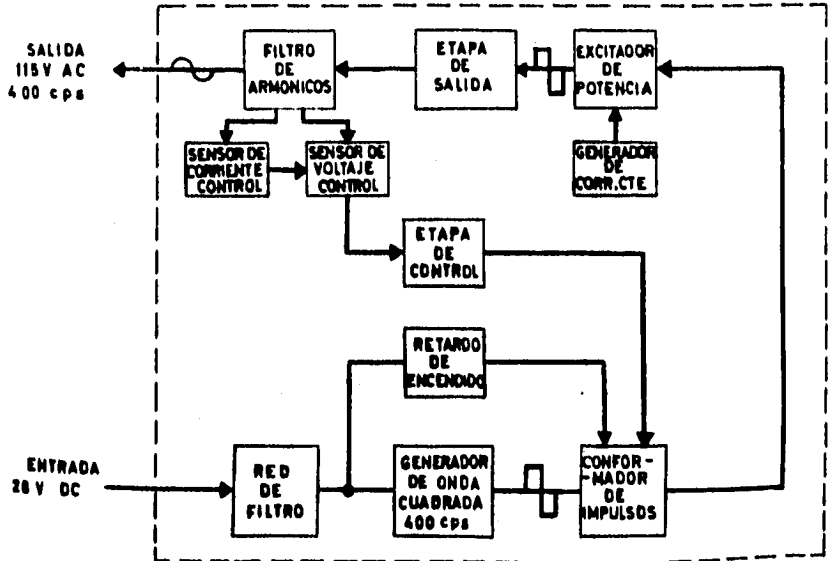 SALIDA
115V AC
400 cps
FILTRO
DE
ARMONICOS
ETAPA
DE
SALIDA
EXCITADOR
DE
POTENCIA
SENSOR DE
CORRIENTE
CONTROL
SENSOR DE
VOLTAJE
CONTROL
GENERADOR
DE
CORR.CTE
ETAPA
DE
CONTROL
RETARDO
DE
ENCENDIDO
ENTRADA
28 V DC
RED
DE
FILTRO
GENERADOR
DE ONDA
CUADRADA
400 cps
CONFOR-
-MADOR
DE
IMPULSOS